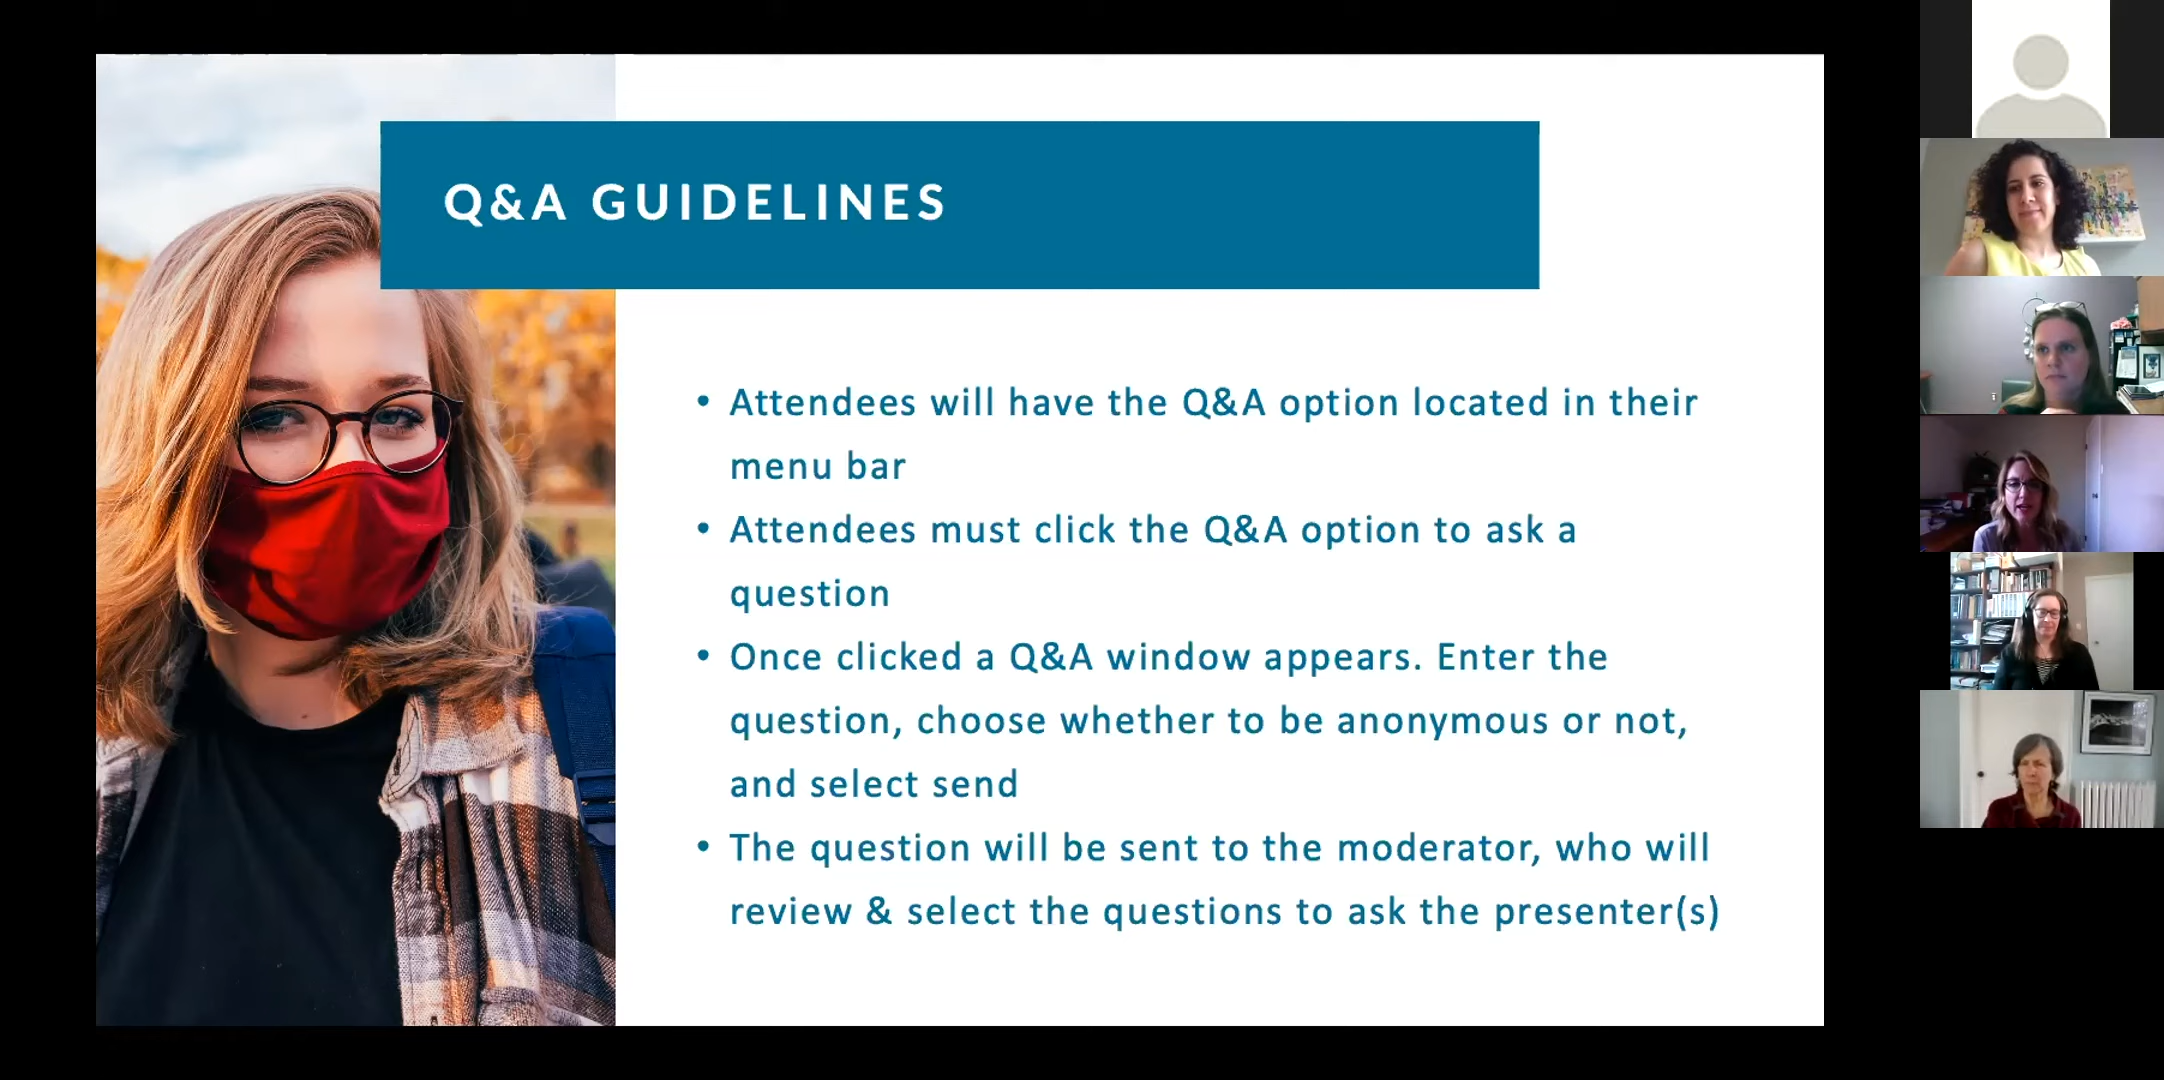 Q&A GUIDELINES
• Attendees will have the Q&A option located in their
menu bar
• Attendees must click the Q&A option to ask a
question
• Once clicked a Q&A window appears. Enter the
question, choose whether to be anonymous or not,
and select send
• The question will be sent to the moderator, who will
review & select the questions to ask the presenter(s)